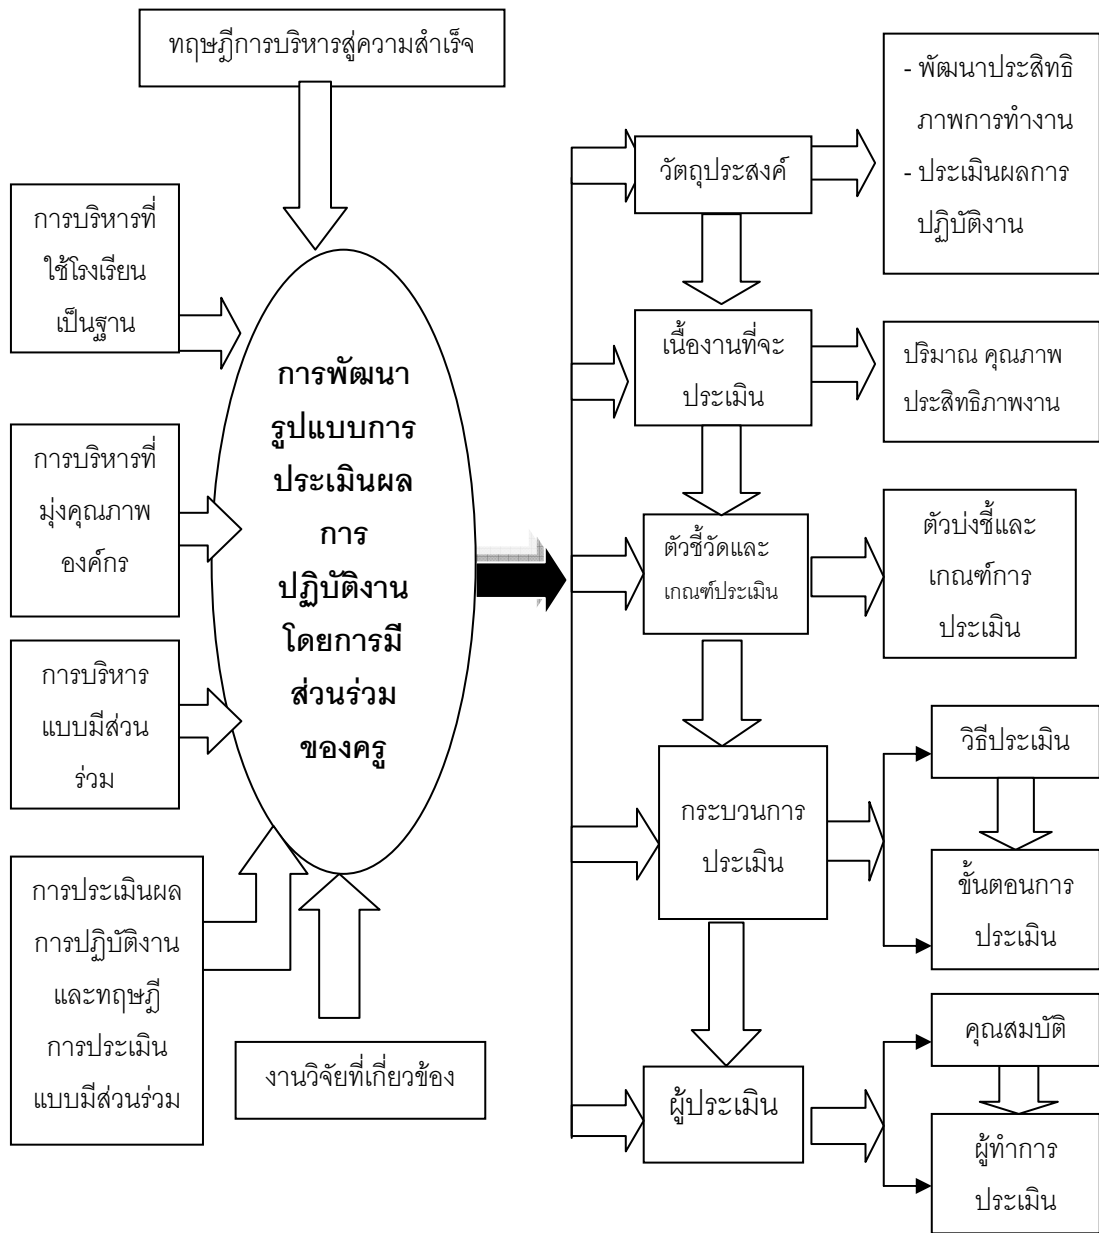 ทฤษฎีการบริหารสู่ความสำเร็จ
การบริหารที่
ใช้โรงเรียน
เป็นฐาน
การบริหารที่
มุ่งคุณภาพ
องค์กร
การบริหาร
แบบมีส่วน
ร่วม
การประเมินผล
การปฏิบัติงาน
และทฤษฎี
การประเมิน
แบบมีส่วนร่วม
งานวิจัยที่เกี่ยวข้อง
การพัฒนา
รูปแบบการ
ประเมินผล
การ
ปฏิบัติงาน
โดยการมี
ส่วนร่วม
ของครู
วัตถุประสงค์
- พัฒนาประสิทธิ
ภาพการทำงาน
- ประเมินผลการ
ปฏิบัติงาน
เนื้องานที่จะ
ประเมิน
ปริมาณ คุณภาพ
ประสิทธิภาพงาน
ตัวชี้วัดและ
เกณฑ์ประเมิน
ตัวบ่งชี้และ
เกณฑ์การ
ประเมิน
กระบวนการ
ประเมิน
วิธีประเมิน
ขั้นตอนการ
ประเมิน
ผู้ประเมิน
คุณสมบัติ
ผู้ทำการ
ประเมิน